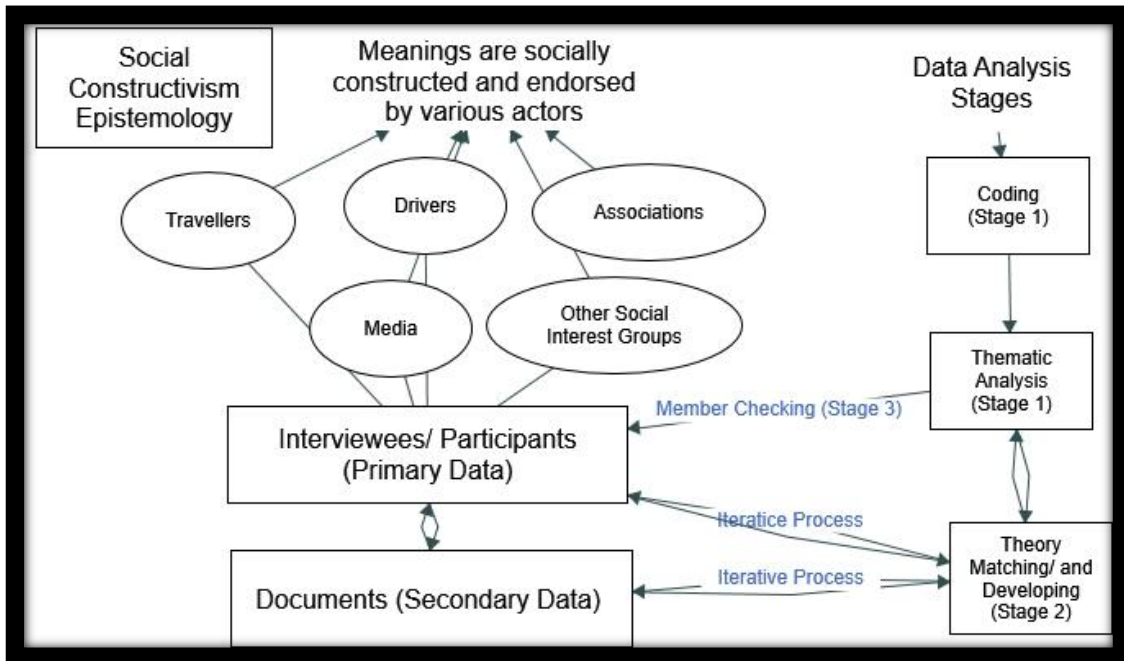 Social
Constructivism
Epistemology
Meanings are socially
constructed and endorsed
by various actors
Data Analysis
Stages
Travellers
Drivers
Associations
Coding
(Stage 1)
Media
Other Social
Interest Groups
Thematic
Analysis
(Stage 1)
Member Checking (Stage 3)
Interviewees/ Participants
(Primary Data)
Iteratice Process
Documents (Secondary Data)
Iterative Process
Theory
Matching/ and
Developing
(Stage 2)